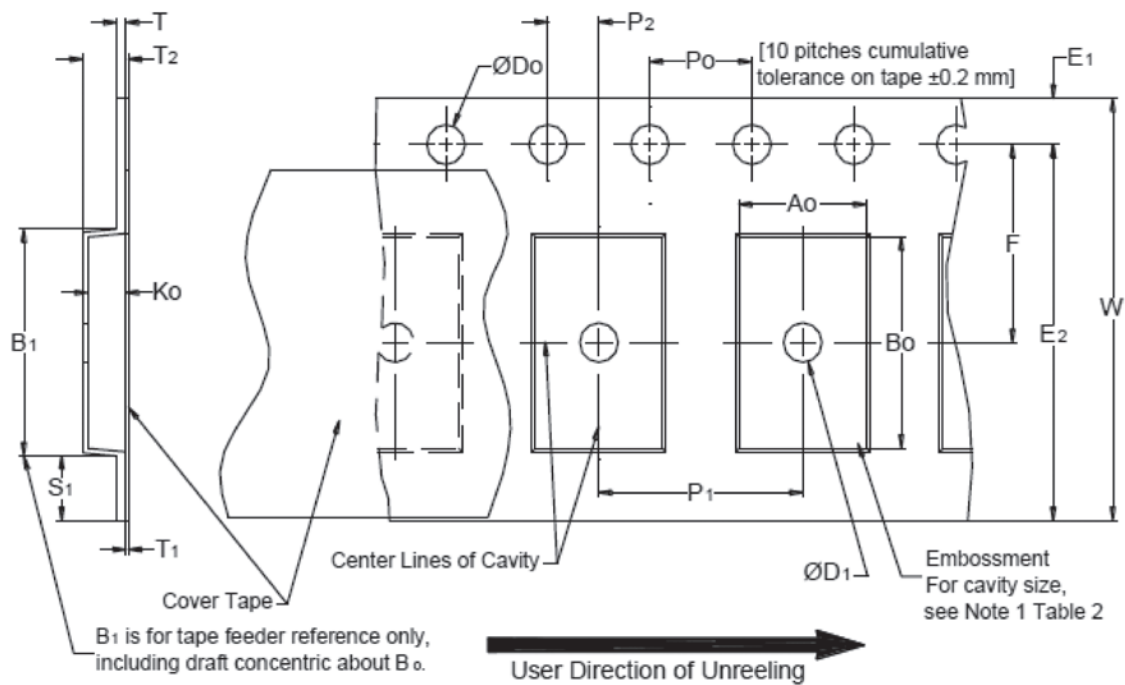 T
P2
T2
Po
[10 pitches cumulative
tolerance on tape ±0.2 mm]
E1
ØDo
Ao
F
Ko
W
B1
E2
Bo
S1
P1
T1
Center Lines of Cavity
ØD1
Embossment
For cavity size,
see Note 1 Table 2
Cover Tape
B1 is for tape feeder reference only,
including draft concentric about B o.
User Direction of Unreeling